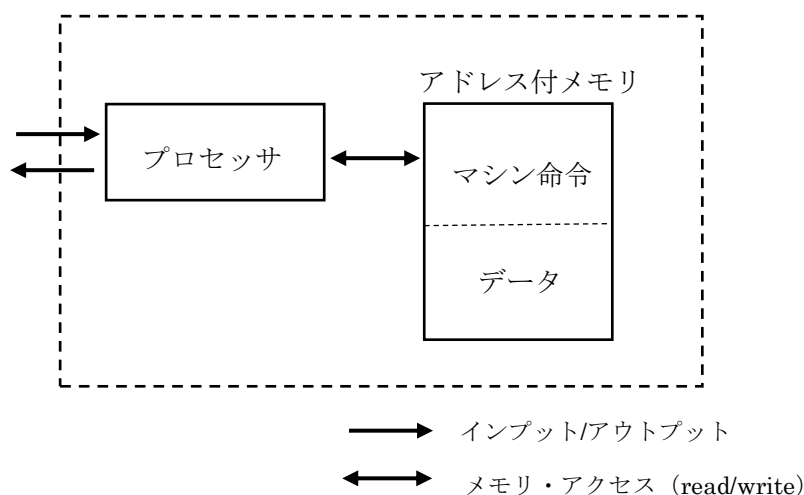 アドレス付メモリ
プロセッサ
マシン命令
データ
インプット/アウトプット
メモリ・アクセス（read/write）